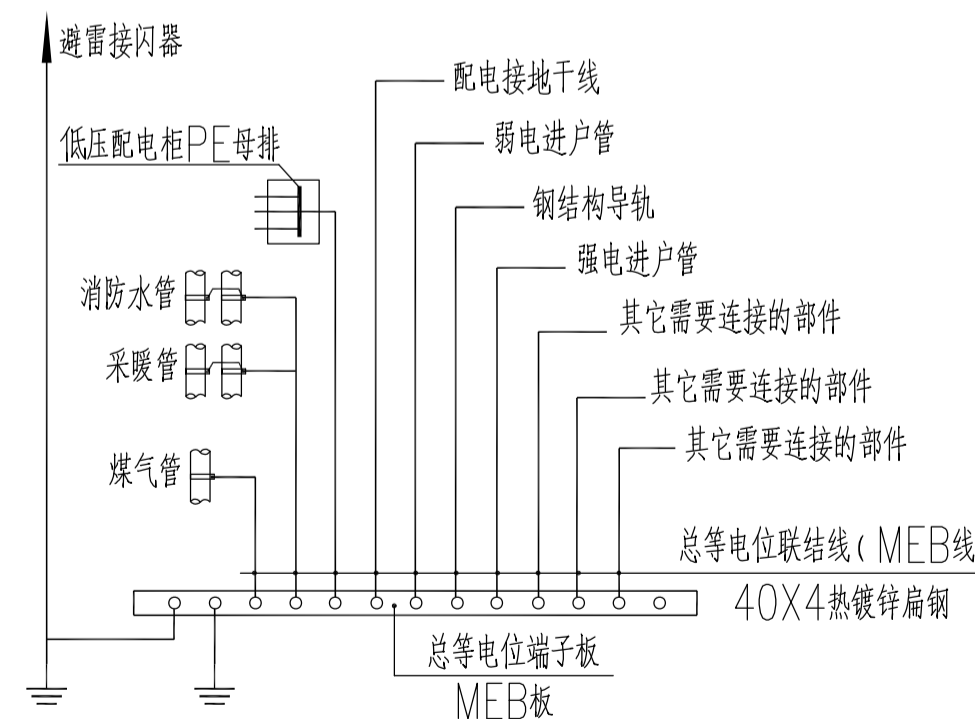 避雷接闪器
配电接地干线
低压配电柜PE母排
弱电进户管
钢结构导轨
强电进户管
消防水管
其它需要连接的部件
采暖管
其它需要连接的部件
其它需要连接的部件
煤气管
总等电位联结线(MEB线
40X4热镀锌扁钢
总等电位端子板
MEB板